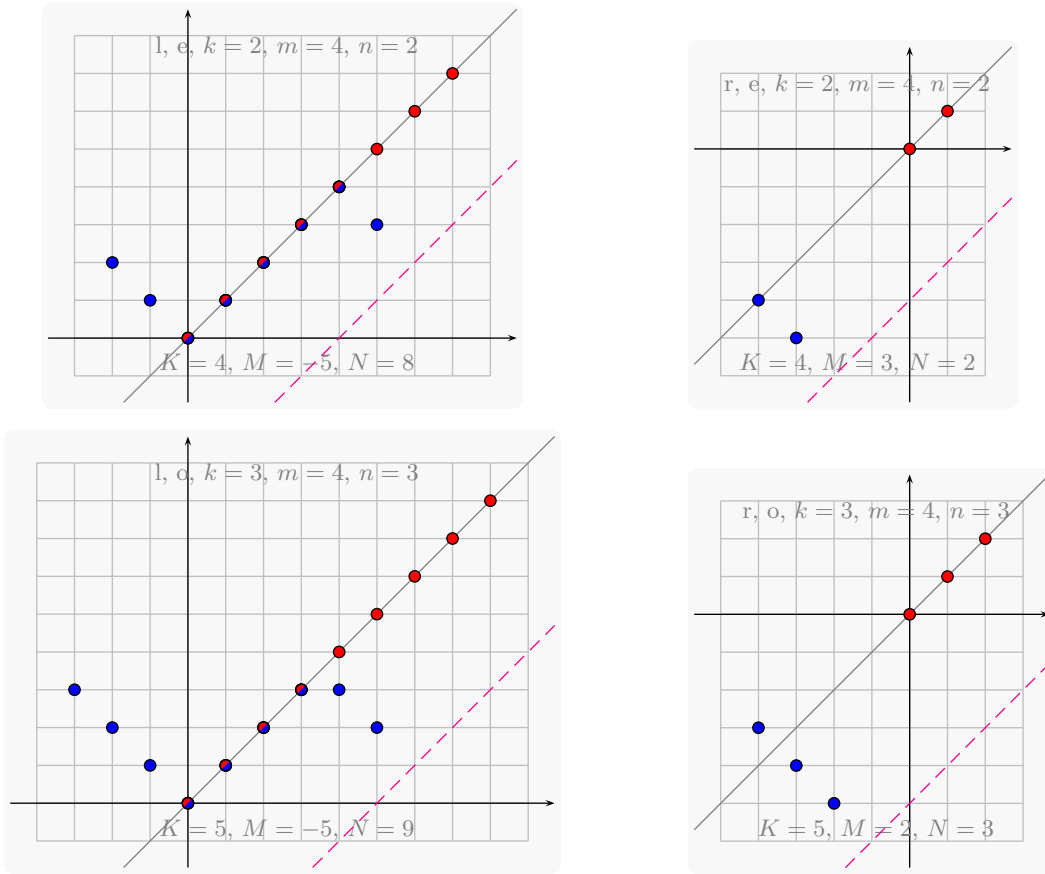 l, e, k = 2, m = 4, n = 2
r, e, k = 2, m = 4, n = 2
K = 4, M = −5, N = 8
K = 4, M = 3, N = 2
l, o, k = 3, m = 4, n = 3
r, o, k = 3, m = 4, n = 3
K = 5, M = −5, N = 9
K = 5, M = 2, N = 3